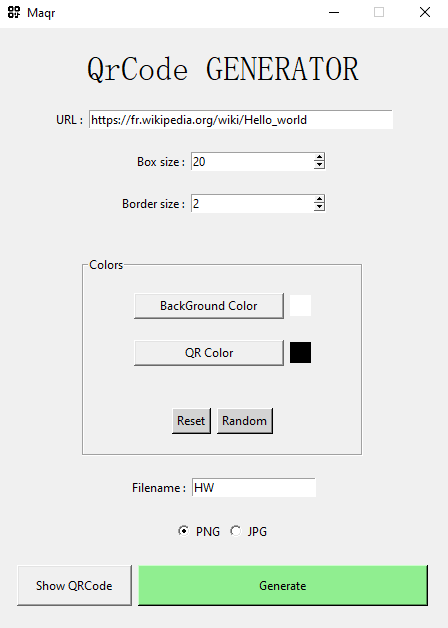 Maqr
QrCode GENERATOR
URL : https://fr.wikipedia.org/wiki/Hello_world
Box size : 20
Border size : 2
Colors
BackGround Color
QR Color
Reset Random
Filename : HW
PNG JPG
Show QRCode Generate